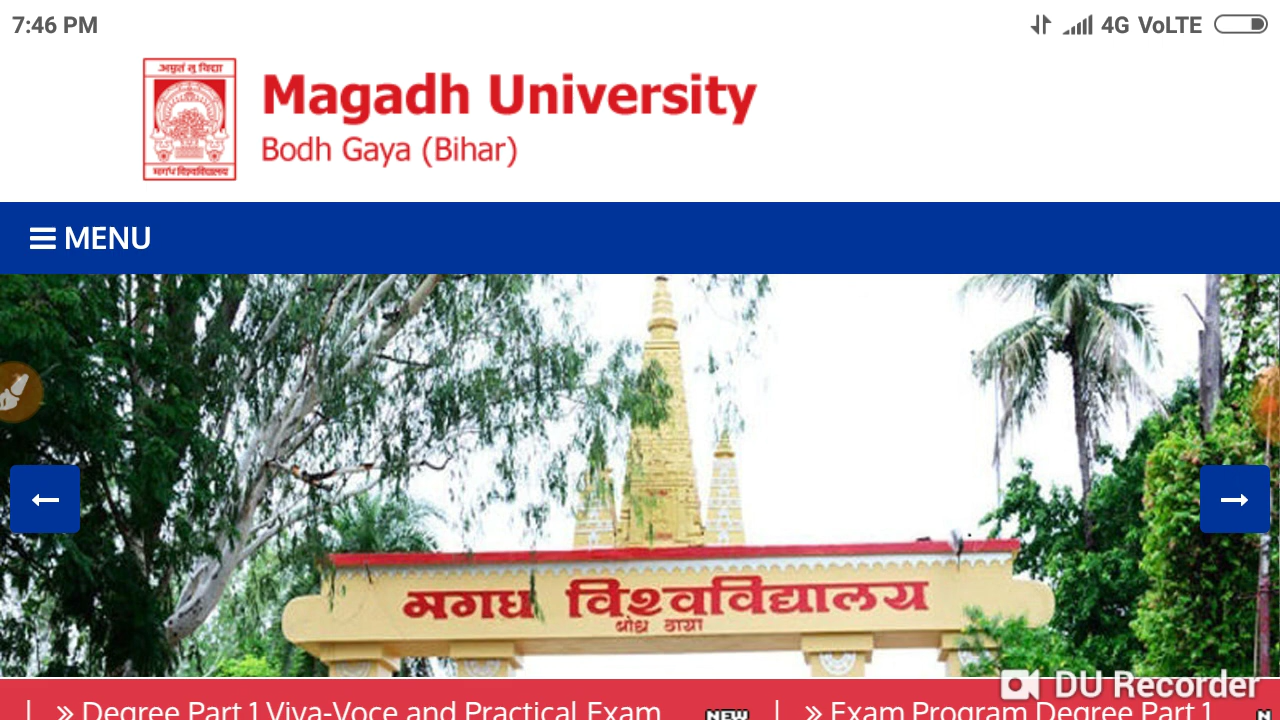 7:46 PM 4G VoLTE
अमृतं तु विद्या
Magadh University
Bodh Gaya (Bihar)
मगध विश्वविद्यालय
MENU
मगध विश्वविद्यालय
बोध गया
DU Recorder
| » Degree Part 1 Viva-Voce and Practical Exam NEW | » Exam Program Degree Part 1